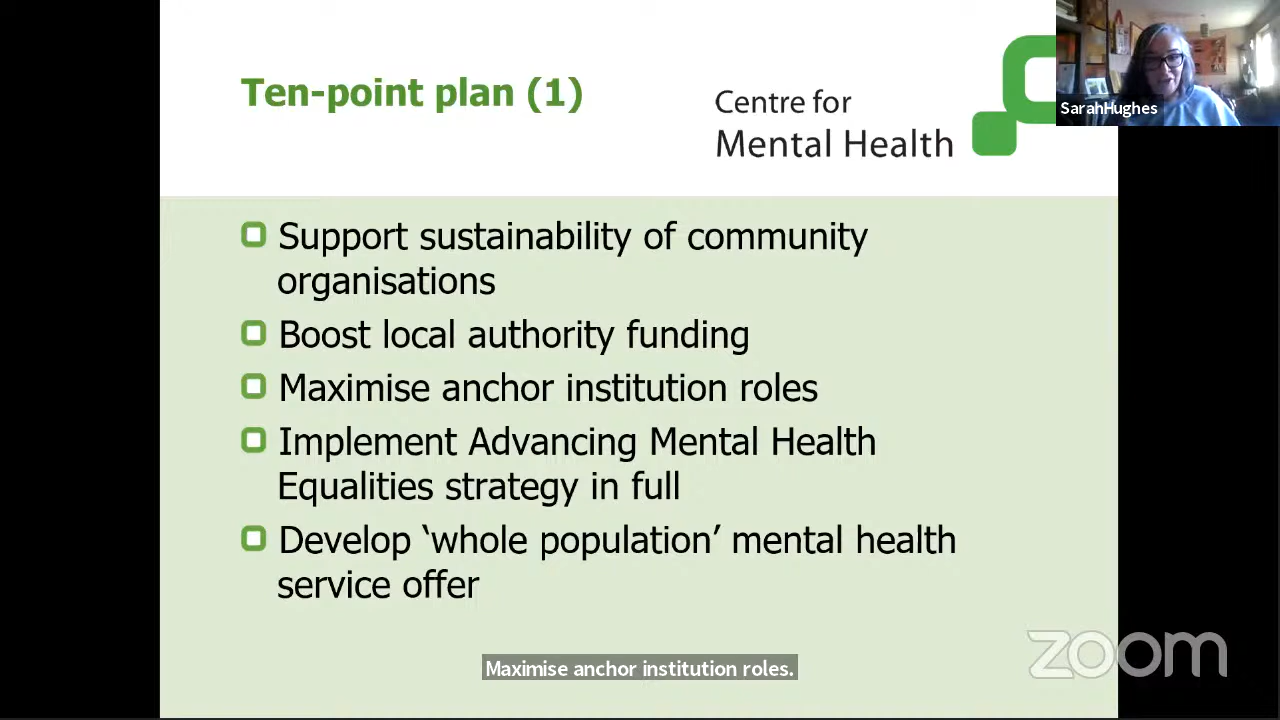 Ten-point plan (1)
Centre for
Mental Health
SarahHughes
Support sustainability of community
organisations
Boost local authority funding
Maximise anchor institution roles
Implement Advancing Mental Health
Equalities strategy in full
Develop ‘whole population’ mental health
service offer
Maximise anchor institution roles.
zoom